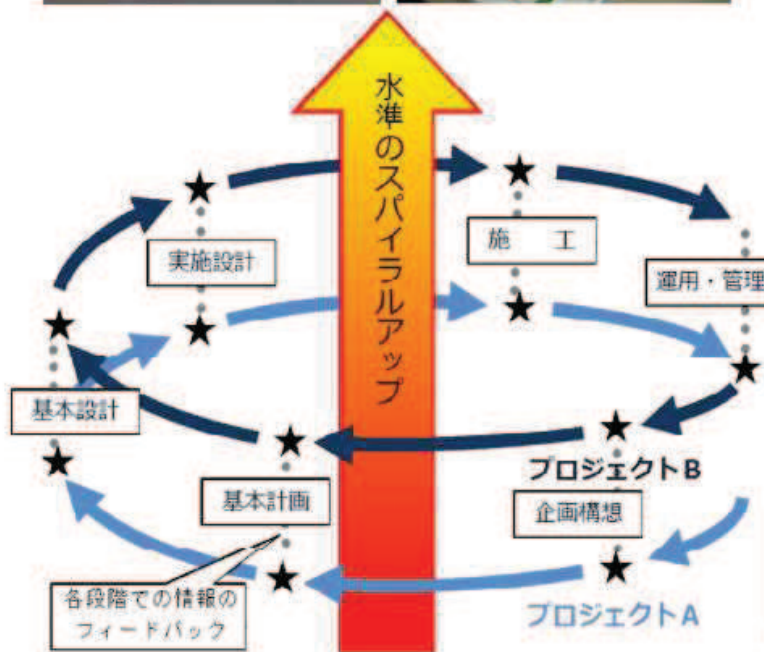 水準のスパイラルアップ
実施設計
施　工
運用・管理
基本設計
プロジェクトB
基本計画
企画構想
各段階での情報の
フィードバック
プロジェクトA